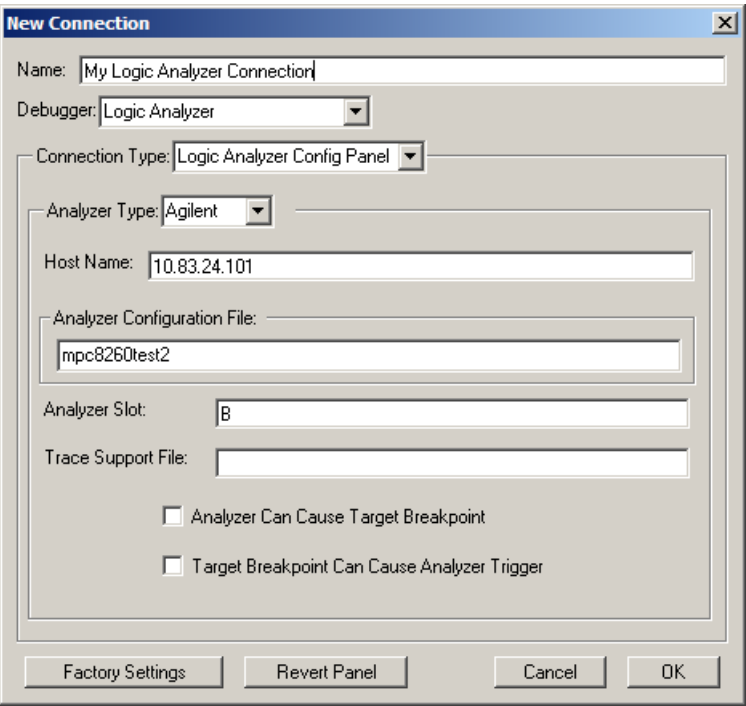 New Connection
Name: My Logic Analyzer Connection
Debugger: Logic Analyzer
Connection Type: Logic Analyzer Config Panel
Analyzer Type: Agilent
Host Name: 10.83.24.101
Analyzer Configuration File:
mpc8260test2
Analyzer Slot: B
Trace Support File:
Analyzer Can Cause Target Breakpoint
Target Breakpoint Can Cause Analyzer Trigger
Factory Settings Revert Panel Cancel OK